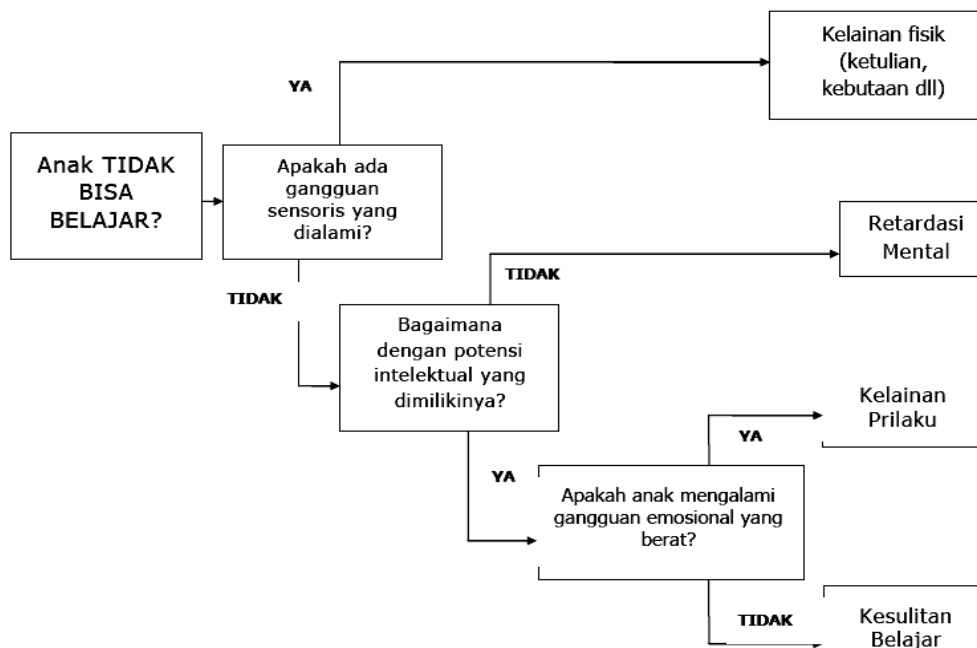 Kelainan fisik
(ketulian,
kebutaan dll)
YA
Anak TIDAK
BISA
BELAJAR?
Apakah ada
gangguan
sensoris yang
dialami?
Retardasi
Mental
TIDAK
TIDAK
Bagaimana
dengan potensi
intelektual yang
dimilikinya?
Kelainan
Prilaku
YA
YA
Apakah anak mengalami
gangguan emosional yang
berat?
TIDAK
Kesulitan
Belajar